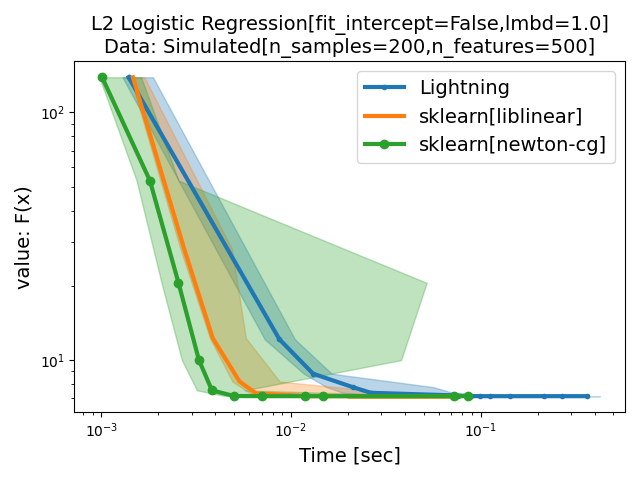 L2 Logistic Regression[fit_intercept=False,lmbd=1.0]
Data: Simulated[n_samples=200,n_features=500]
Lightning
sklearn[liblinear]
sklearn[newton-cg]
value: F(x)
10²
10¹
10⁻³
10⁻²
10⁻¹
Time [sec]